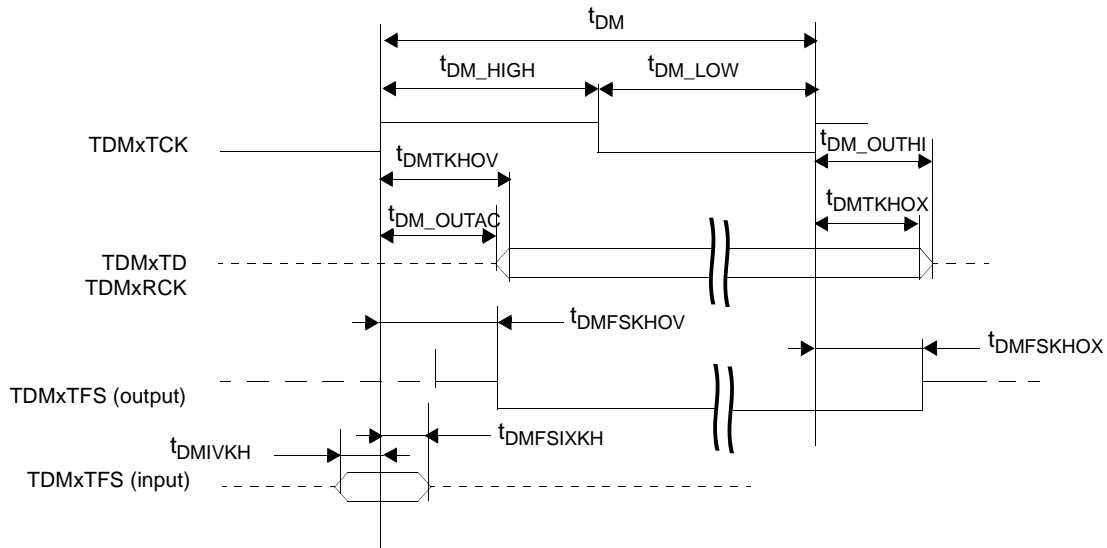 tDM
tDM_HIGH
tDM_LOW
TDMxTCK
tDM_OUTHI
tDMTKHOV
tDMTKHOX
tDM_OUTAC
TDMxTD
TDMxRCK
tDMFSKHOV
tDMFSKHOX
TDMxTFS (output)
tDMFSIXKH
tDMIVKH
TDMxTFS (input)